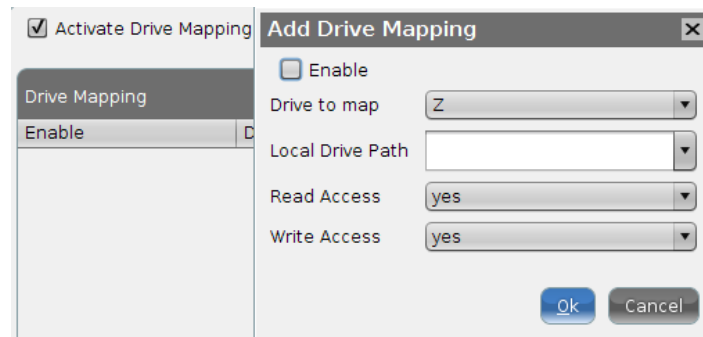 Activate Drive Mapping
Drive Mapping
Enable D
Add Drive Mapping
Enable
Drive to map Z
Local Drive Path
Read Access yes
Write Access yes
Ok Cancel